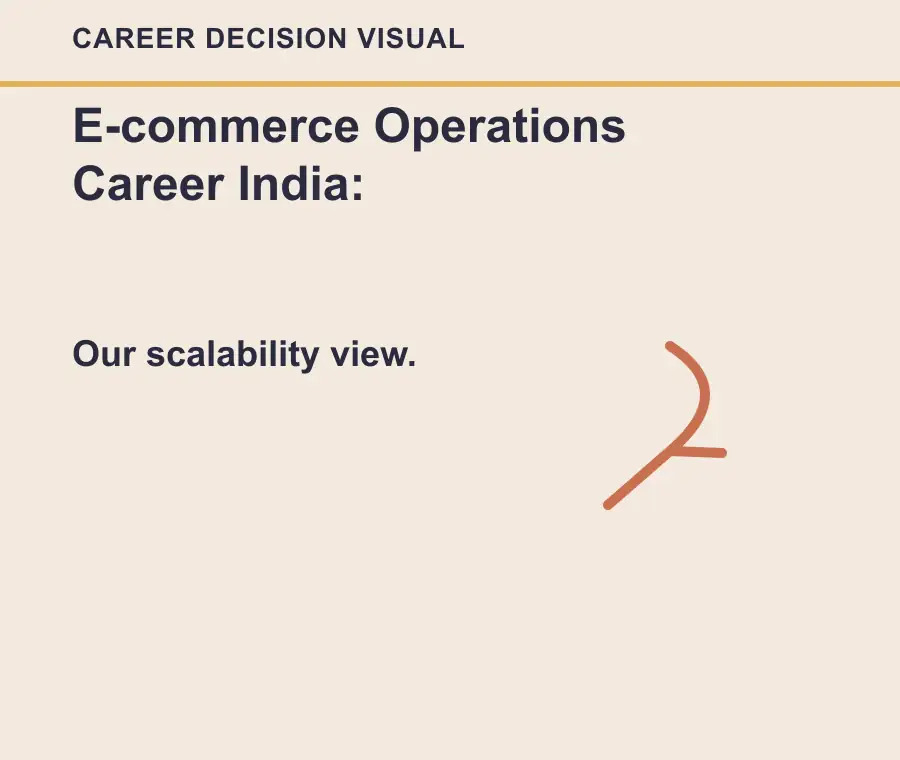 CAREER DECISION VISUAL
E-commerce Operations
Career India:
Our scalability view.